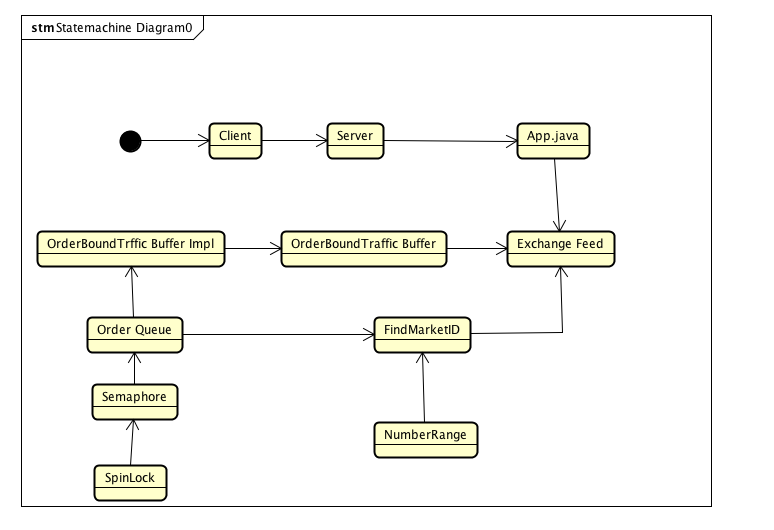 stm Statemachine Diagram0
Client
Server
App.java
OrderBoundTrffic Buffer Impl
OrderBoundTraffic Buffer
Exchange Feed
Order Queue
FindMarketID
Semaphore
NumberRange
SpinLock